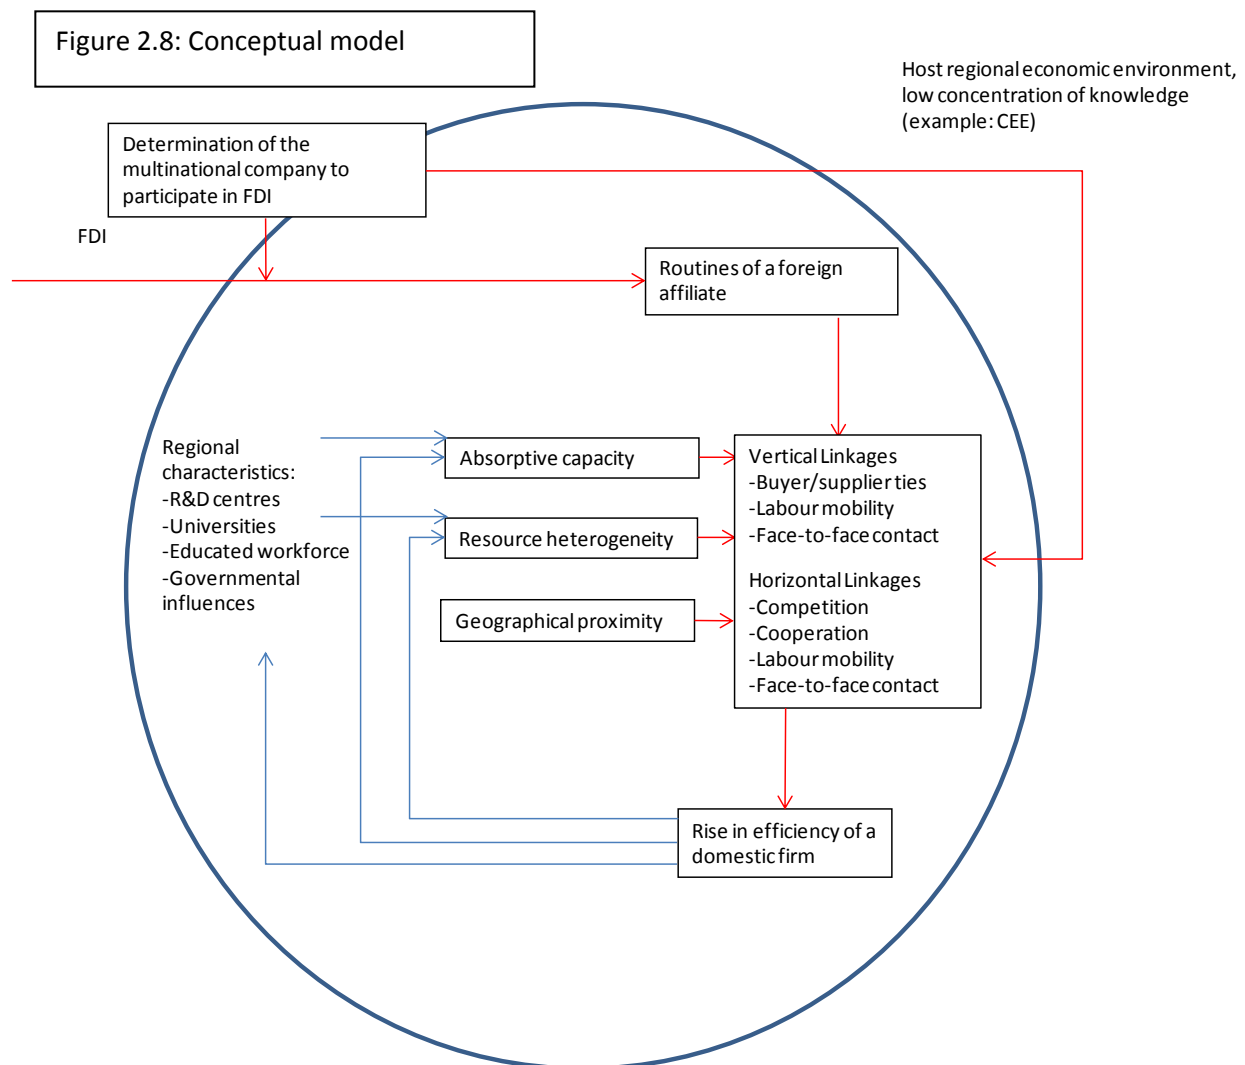 Figure 2.8: Conceptual model
Host regional economic environment,
low concentration of knowledge
(example: CEE)
Determination of the
multinational company to
participate in FDI
FDI
Routines of a foreign
affiliate
Regional
characteristics:
-R&D centres
-Universities
-Educated workforce
-Governmental
influences
Absorptive capacity
Resource heterogeneity
Geographical proximity
Vertical Linkages
-Buyer/supplier ties
-Labour mobility
-Face-to-face contact
Horizontal Linkages
-Competition
-Cooperation
-Labour mobility
-Face-to-face contact
Rise in efficiency of a
domestic firm